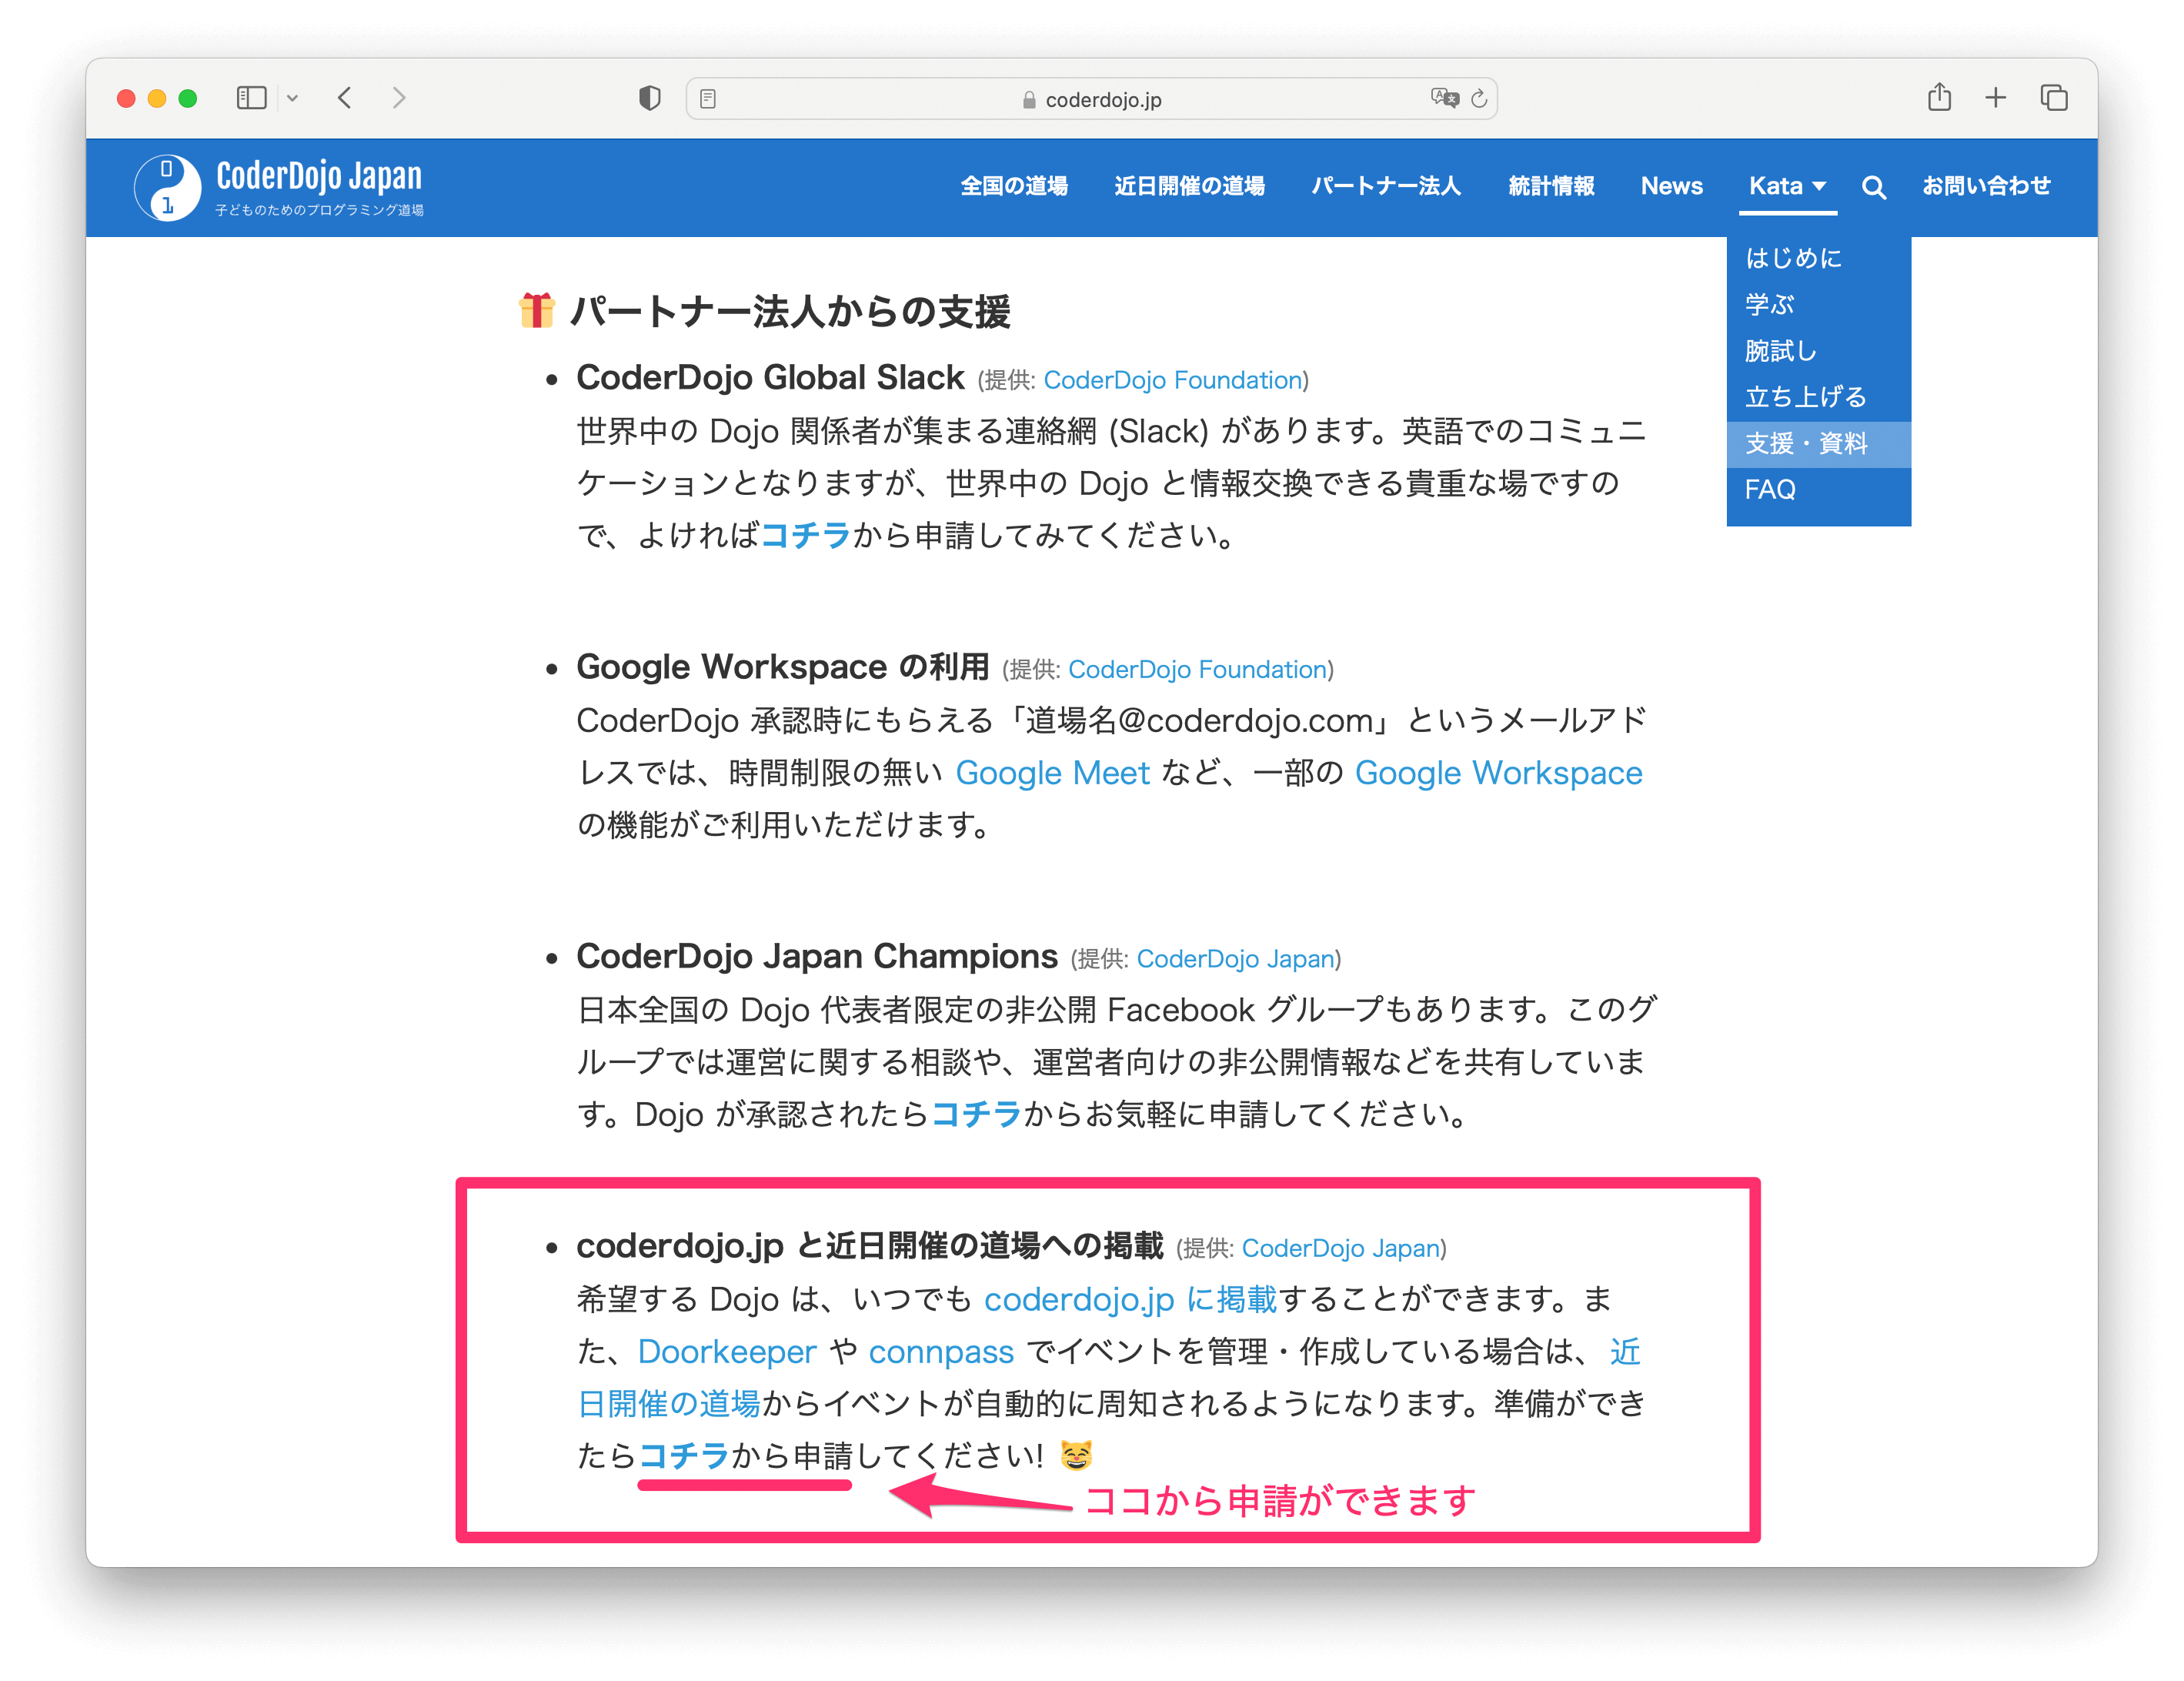 coderdojo.jp
CoderDojo Japan
子どものためのプログラミング道場
全国の道場 近日開催の道場 パートナー法人 統計情報 News Kata お問い合わせ
はじめに
学ぶ
腕試し
立ち上げる
支援・資料
FAQ
パートナー法人からの支援
CoderDojo Global Slack (提供: CoderDojo Foundation)
世界中の Dojo 関係者が集まる連絡網 (Slack) があります。英語でのコミュニ
ケーションとなりますが、世界中の Dojo と情報交換できる貴重な場ですの
で、よければコチラから申請してみてください。
Google Workspace の利用 (提供: CoderDojo Foundation)
CoderDojo 承認時にもらえる「道場名@coderdojo.com」というメールアド
レスでは、時間制限の無い Google Meet など、一部の Google Workspace
の機能がご利用いただけます。
CoderDojo Japan Champions (提供: CoderDojo Japan)
日本全国の Dojo 代表者限定の非公開 Facebook グループもあります。このグ
ループでは運営に関する相談や、運営者向けの非公開情報などを共有していま
す。Dojo が承認されたらコチラからお気軽に申請してください。
coderdojo.jp と近日開催の道場への掲載 (提供: CoderDojo Japan)
希望する Dojo は、いつでも coderdojo.jp に掲載することができます。ま
た、Doorkeeper や connpass でイベントを管理・作成している場合は、 近
日開催の道場からイベントが自動的に周知されるようになります。準備ができ
たらコチラから申請してください!
ココから申請ができます